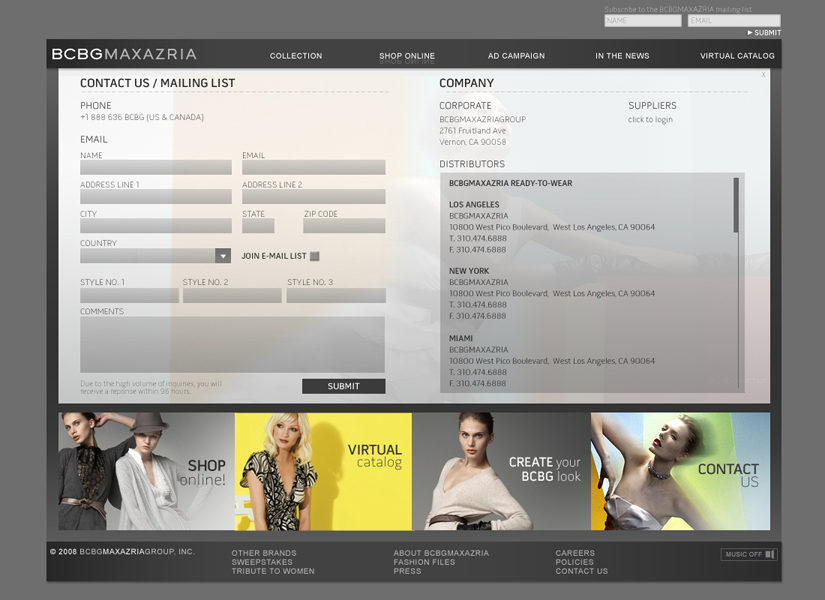 Subscribe to the BCBGMAXAZRIA mailing list
NAME EMAIL
SUBMIT
BCBGMAXAZRIA
COLLECTION SHOP ONLINE AD CAMPAIGN IN THE NEWS VIRTUAL CATALOG
X
CONTACT US / MAILING LIST
PHONE
+1 888 636 BCBG (US & CANADA)
EMAIL
NAME EMAIL
ADDRESS LINE 1 ADDRESS LINE 2
CITY STATE ZIP CODE
COUNTRY
JOIN E-MAIL LIST
STYLE NO. 1 STYLE NO. 2 STYLE NO. 3
COMMENTS
Due to the high volume of inquiries, you will
receive a reponse within 96 hours.
SUBMIT
COMPANY
CORPORATE
BCBGMAXAZRIAGROUP
2761 Fruitland Ave
Vernon, CA 90058
SUPPLIERS
click to login
DISTRIBUTORS
BCBGMAXAZRIA READY-TO-WEAR
LOS ANGELES
BCBGMAXAZRIA
10800 West Pico Boulevard, West Los Angeles, CA 90064
T. 310.474.6888
F. 310.474.6888
NEW YORK
BCBGMAXAZRIA
10800 West Pico Boulevard, West Los Angeles, CA 90064
T. 310.474.6888
F. 310.474.6888
MIAMI
BCBGMAXAZRIA
10800 West Pico Boulevard, West Los Angeles, CA 90064
T. 310.474.6888
F. 310.474.6888
SHOP
online!
VIRTUAL
catalog
CREATE your
BCBG look
CONTACT
US
© 2008 BCBGMAXAZRIAGROUP, INC.
OTHER BRANDS
SWEEPSTAKES
TRIBUTE TO WOMEN
ABOUT BCBGMAXAZRIA
FASHION FILES
PRESS
CAREERS
POLICIES
CONTACT US
MUSIC OFF